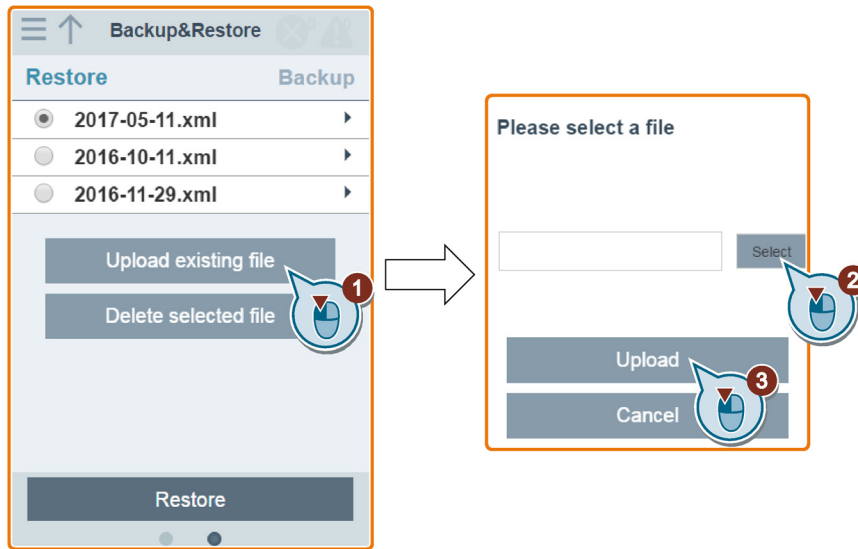 Backup&Restore
Restore Backup
2017-05-11.xml
2016-10-11.xml
2016-11-29.xml
Upload existing file
1
Delete selected file
Restore
Please select a file
Select
2
Upload
3
Cancel